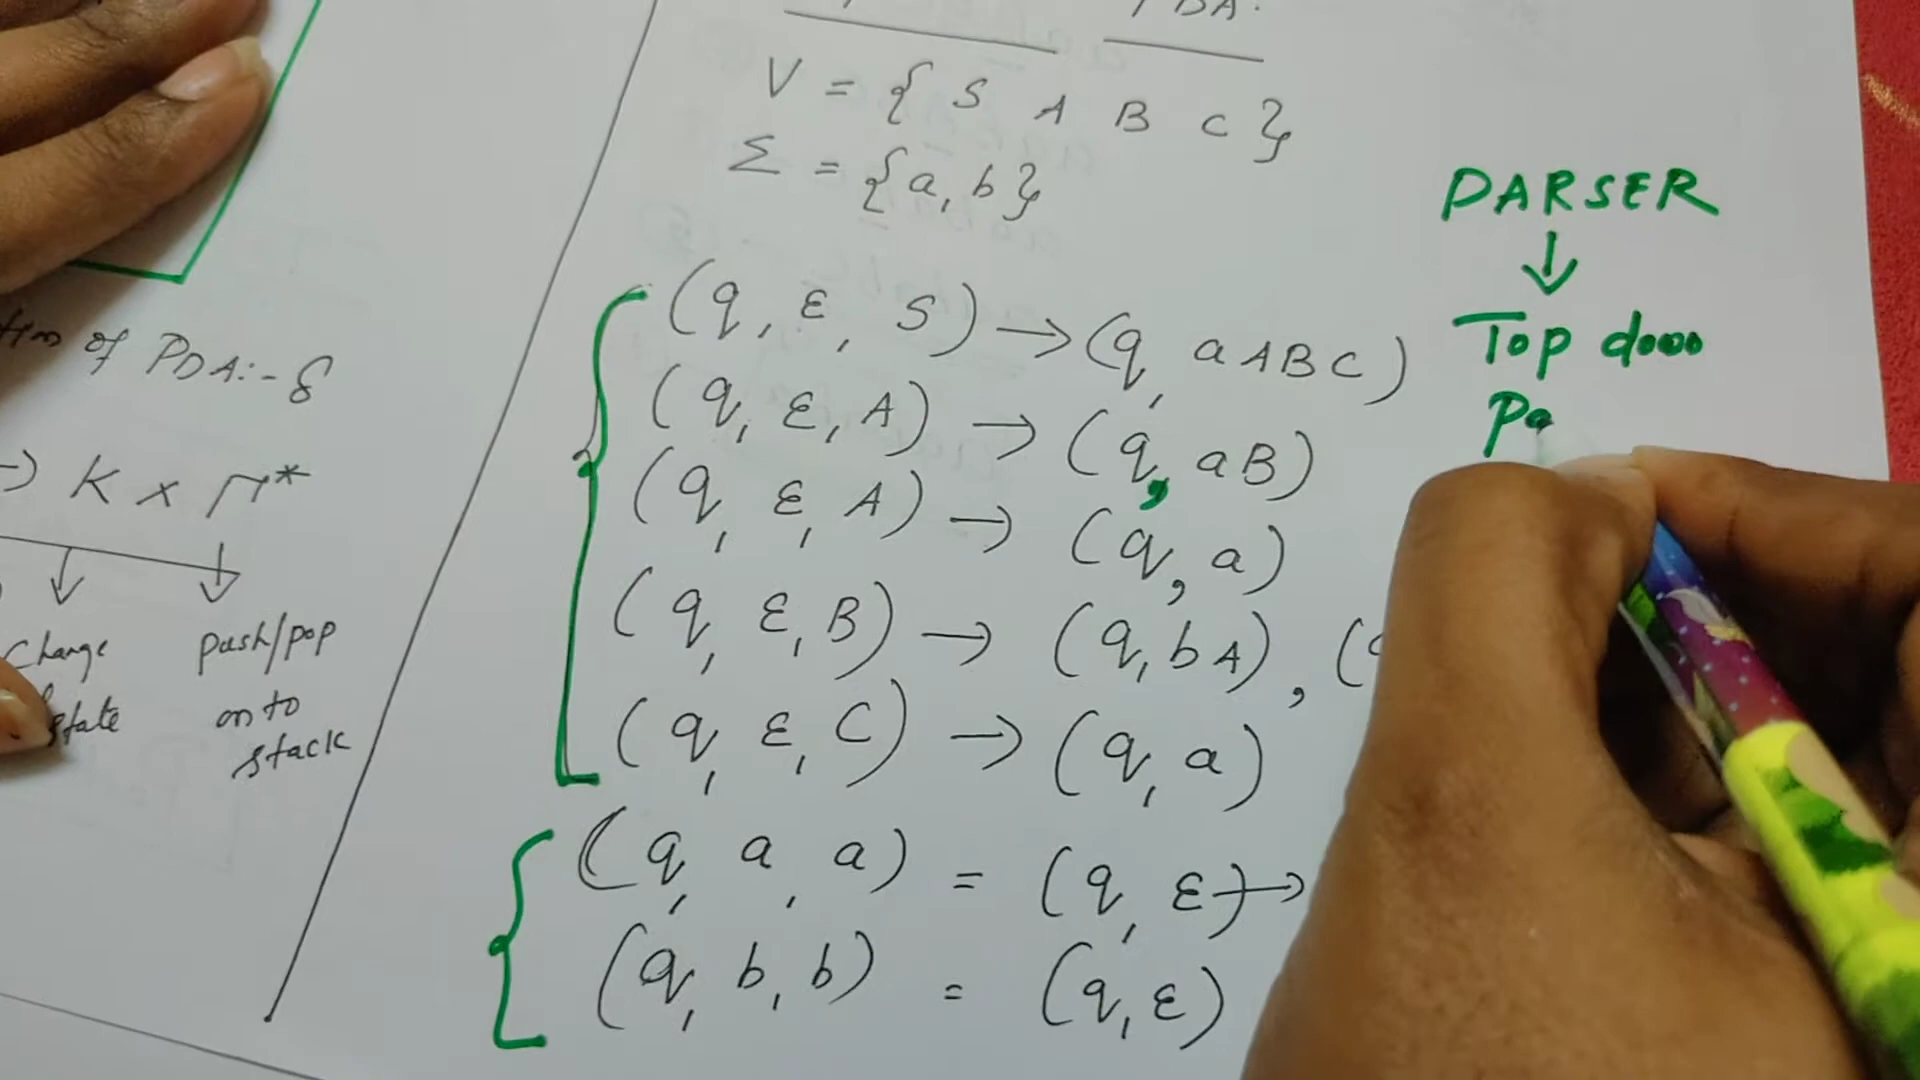 PDA:-
V = { S A B C }
Σ = {a, b}
(q, ε, S) → (q, aABC)
(q, ε, A) → (q, aB)
(q, ε, A) → (q, a)
(q, ε, B) → (q, bA), (
(q, ε, C) → (q, a)
(q, a, a) = (q, ε) →
(q, b, b) = (q, ε)
PARSER
↓
Top down
Pa
of PDA:- δ
→ K × Γ*
Change
state
push/pop
onto
stack